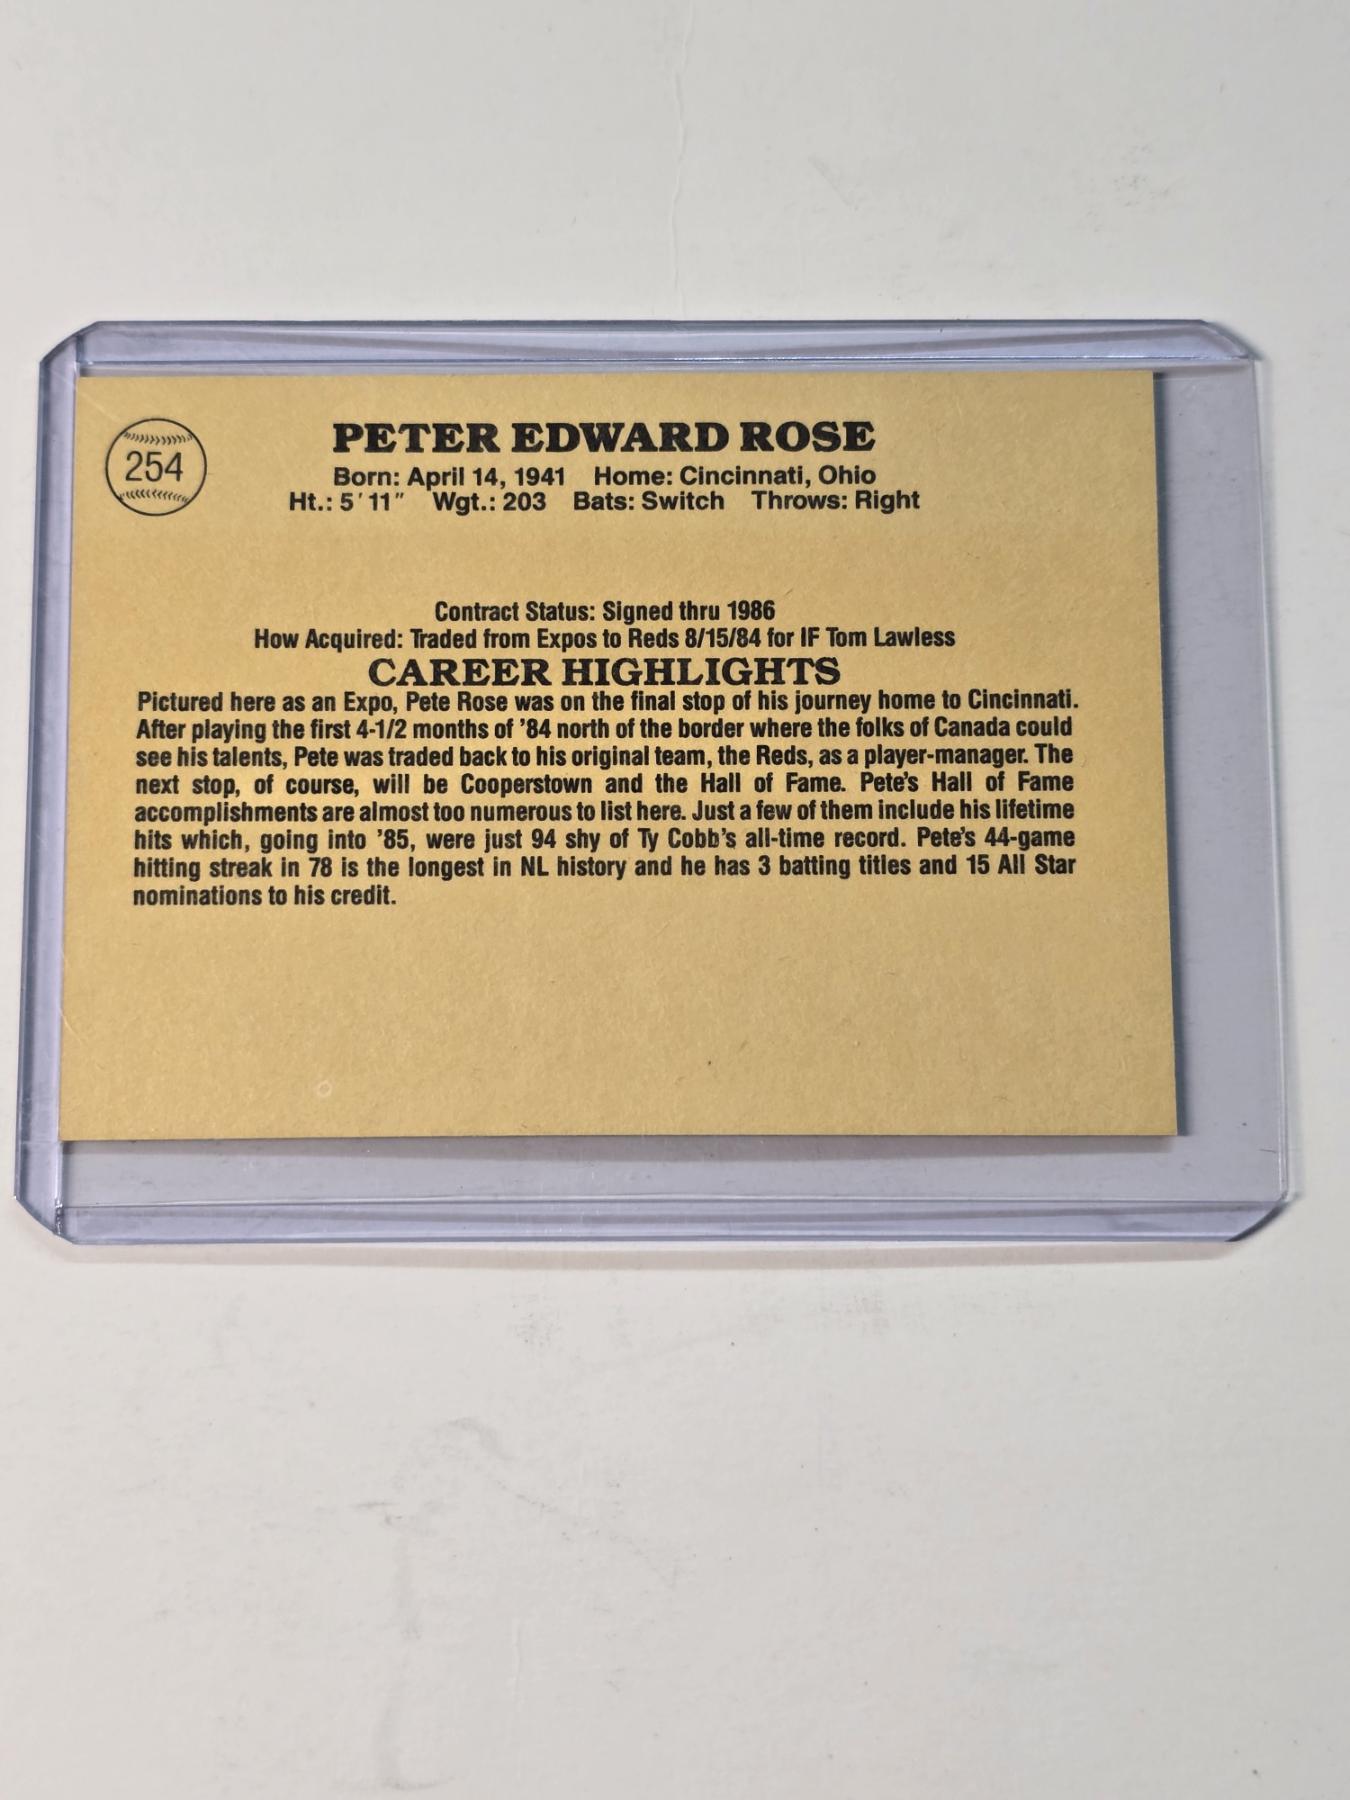 254
PETER EDWARD ROSE
Born: April 14, 1941 Home: Cincinnati, Ohio
Ht.: 5'11" Wgt.: 203 Bats: Switch Throws: Right
Contract Status: Signed thru 1986
How Acquired: Traded from Expos to Reds 8/15/84 for IF Tom Lawless
CAREER HIGHLIGHTS
Pictured here as an Expo, Pete Rose was on the final stop of his journey home to Cincinnati.
After playing the first 4-1/2 months of '84 north of the border where the folks of Canada could
see his talents, Pete was traded back to his original team, the Reds, as a player-manager. The
next stop, of course, will be Cooperstown and the Hall of Fame. Pete's Hall of Fame
accomplishments are almost too numerous to list here. Just a few of them include his lifetime
hits which, going into '85, were just 94 shy of Ty Cobb's all-time record. Pete's 44-game
hitting streak in 78 is the longest in NL history and he has 3 batting titles and 15 All Star
nominations to his credit.